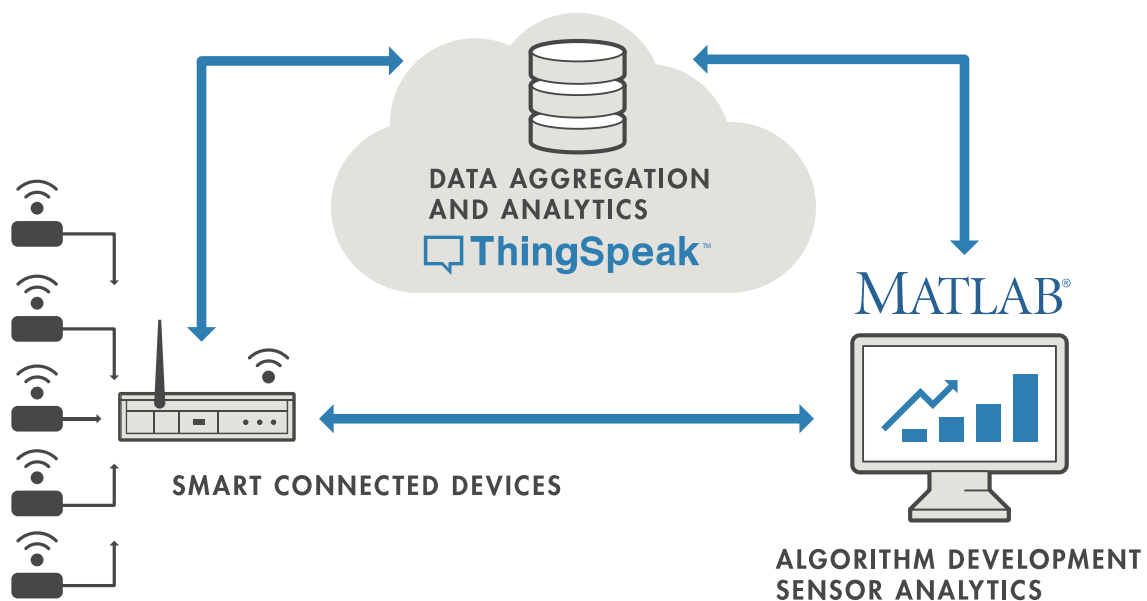 DATA AGGREGATION
AND ANALYTICS
ThingSpeak™
MATLAB®
SMART CONNECTED DEVICES
ALGORITHM DEVELOPMENT
SENSOR ANALYTICS